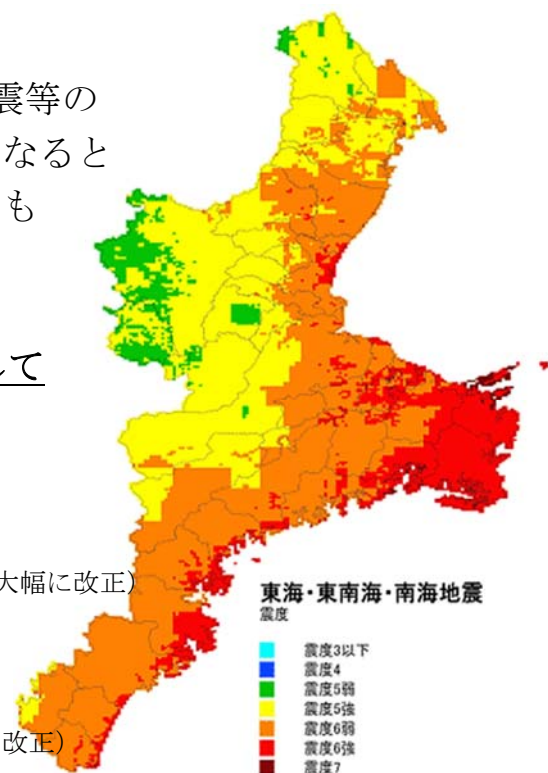 震等の
なると
も
して
大幅に改正）
改正）
東海・東南海・南海地震
震度
震度3以下
震度4
震度5弱
震度5強
震度6弱
震度6強
震度7